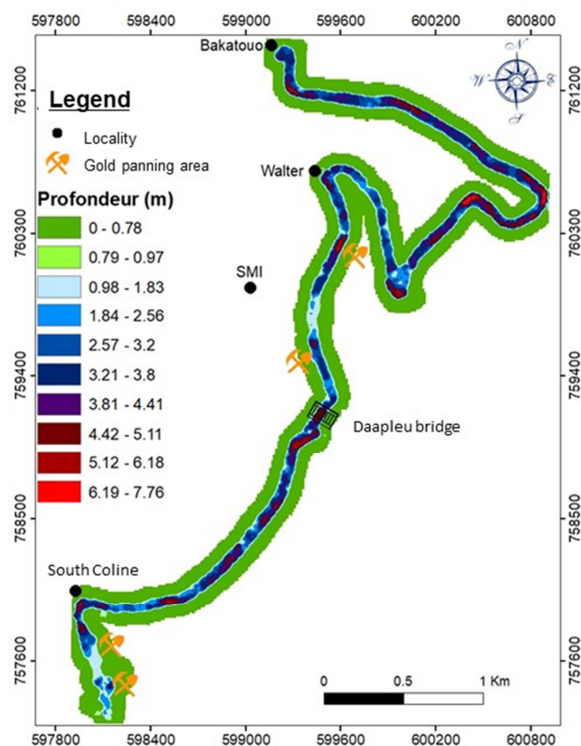 597800 598400 599000 599600 600200 600800
Bakatouo
N
W E
S
761200
761200
Legend
Locality
Gold panning area
Profondeur (m)
0 - 0.78
0.79 - 0.97
0.98 - 1.83
1.84 - 2.56
2.57 - 3.2
3.21 - 3.8
3.81 - 4.41
4.42 - 5.11
5.12 - 6.18
6.19 - 7.76
Walter
760300
760300
SMI
759400
759400
Daapleu bridge
758500
758500
South Coline
757600
757600
0 0.5 1 Km
597800 598400 599000 599600 600200 600800